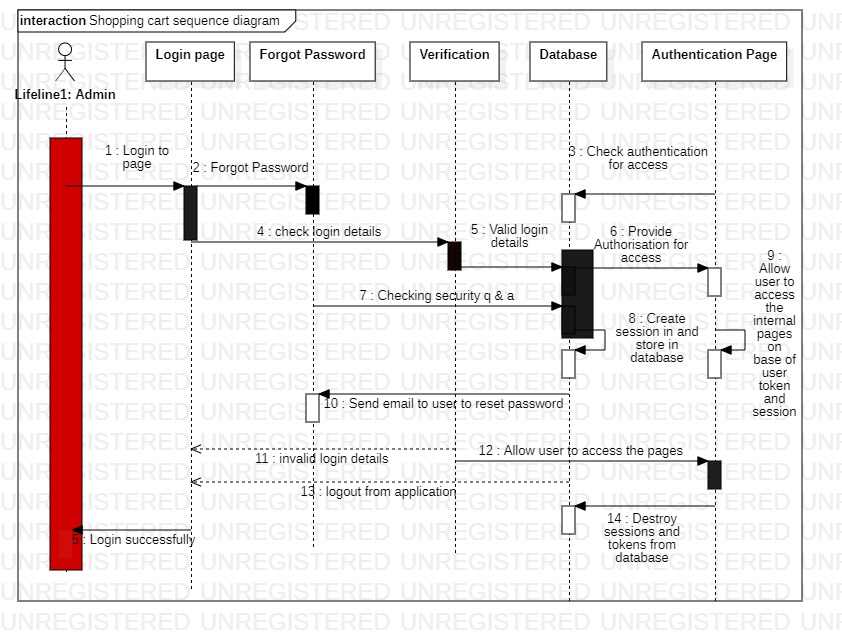 interaction Shopping cart sequence diagram
Lifeline1: Admin
Login page
Forgot Password
Verification
Database
Authentication Page
1 : Login to
page
2 : Forgot Password
3 : Check authentication
for access
4 : check login details
5 : Valid login
details
6 : Provide
Authorisation for
access
7 : Checking security q & a
8 : Create
session in and
store in
database
9 :
Allow
user to
access
the
internal
pages
on
base of
user
token
and
session
10 : Send email to user to reset password
11 : invalid login details
12 : Allow user to access the pages
13 : logout from application
14 : Destroy
sessions and
tokens from
database
5 : Login successfully
UNREGISTERED